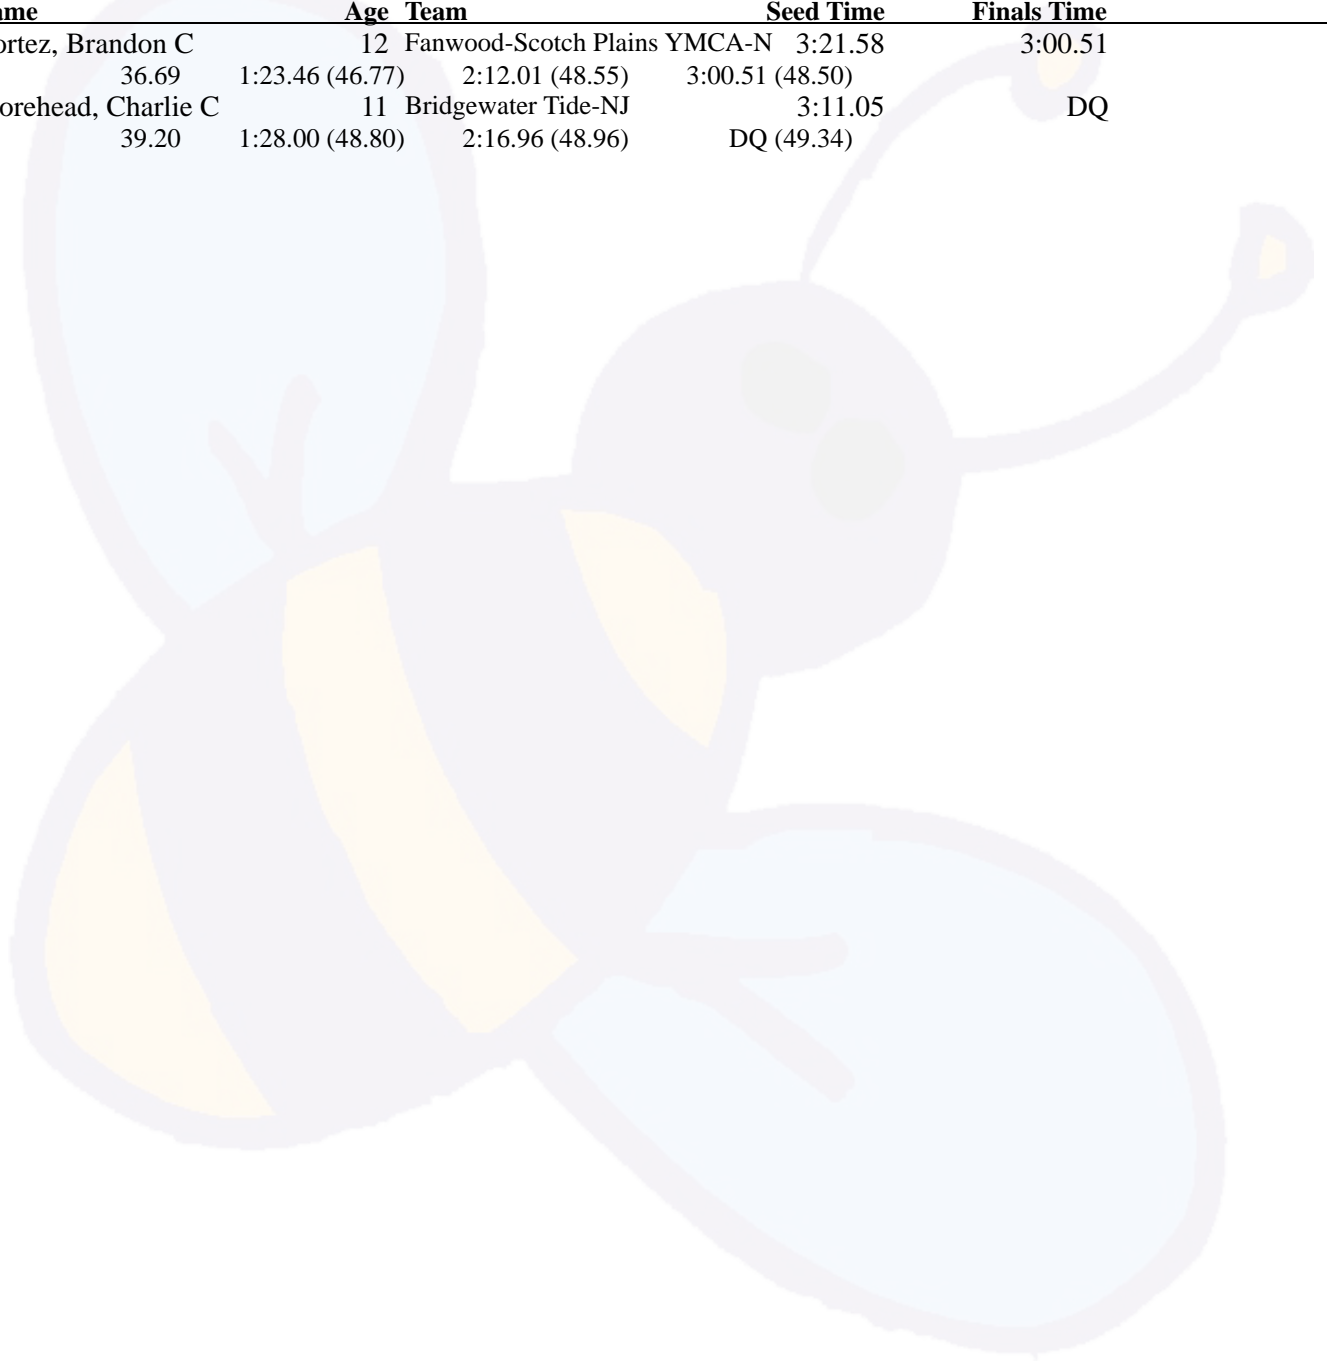 ame Age Team Seed Time Finals Time
ortez, Brandon C 12 Fanwood-Scotch Plains YMCA-N 3:21.58 3:00.51
36.69 1:23.46 (46.77) 2:12.01 (48.55) 3:00.51 (48.50)
orehead, Charlie C 11 Bridgewater Tide-NJ 3:11.05 DQ
39.20 1:28.00 (48.80) 2:16.96 (48.96) DQ (49.34)